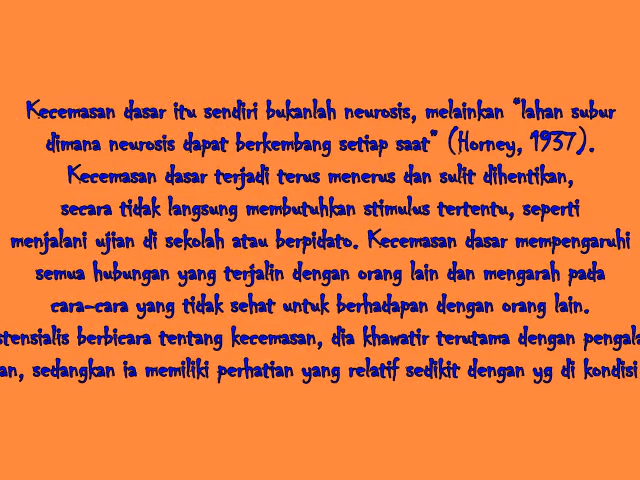 Kecemasan dasar itu sendiri bukanlah neurosis, melainkan "lahan subur
dimana neurosis dapat berkembang setiap saat" (Horney, 1937).
Kecemasan dasar terjadi terus menerus dan sulit dihentikan,
secara tidak langsung membutuhkan stimulus tertentu, seperti
menjalani ujian di sekolah atau berpidato. Kecemasan dasar mempengaruhi
semua hubungan yang terjalin dengan orang lain dan mengarah pada
cara-cara yang tidak sehat untuk berhadapan dengan orang lain.
berbicara tentang kecemasan, dia khawatir terutama dengan
sedangkan ia memiliki perhatian yang relatif sedikit dengan yg di kondisi